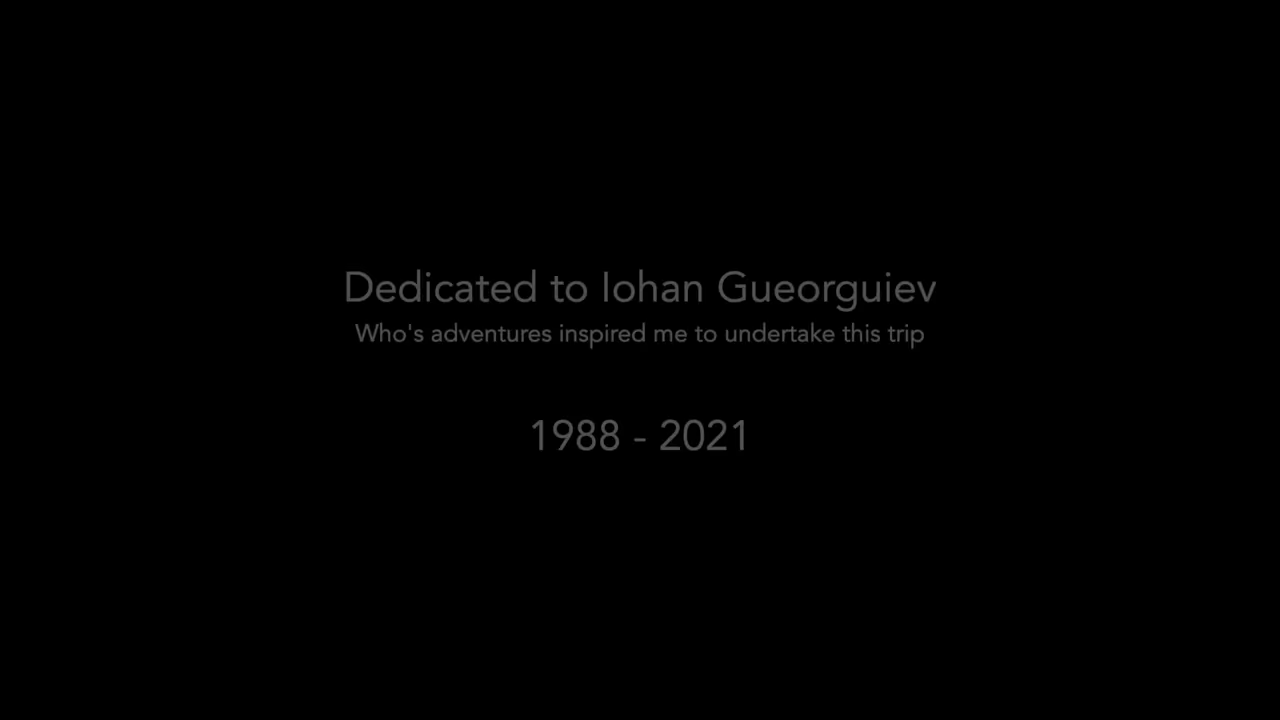 Dedicated to Iohan Gueorguiev
Who's adventures inspired me to undertake this trip
1988 - 2021